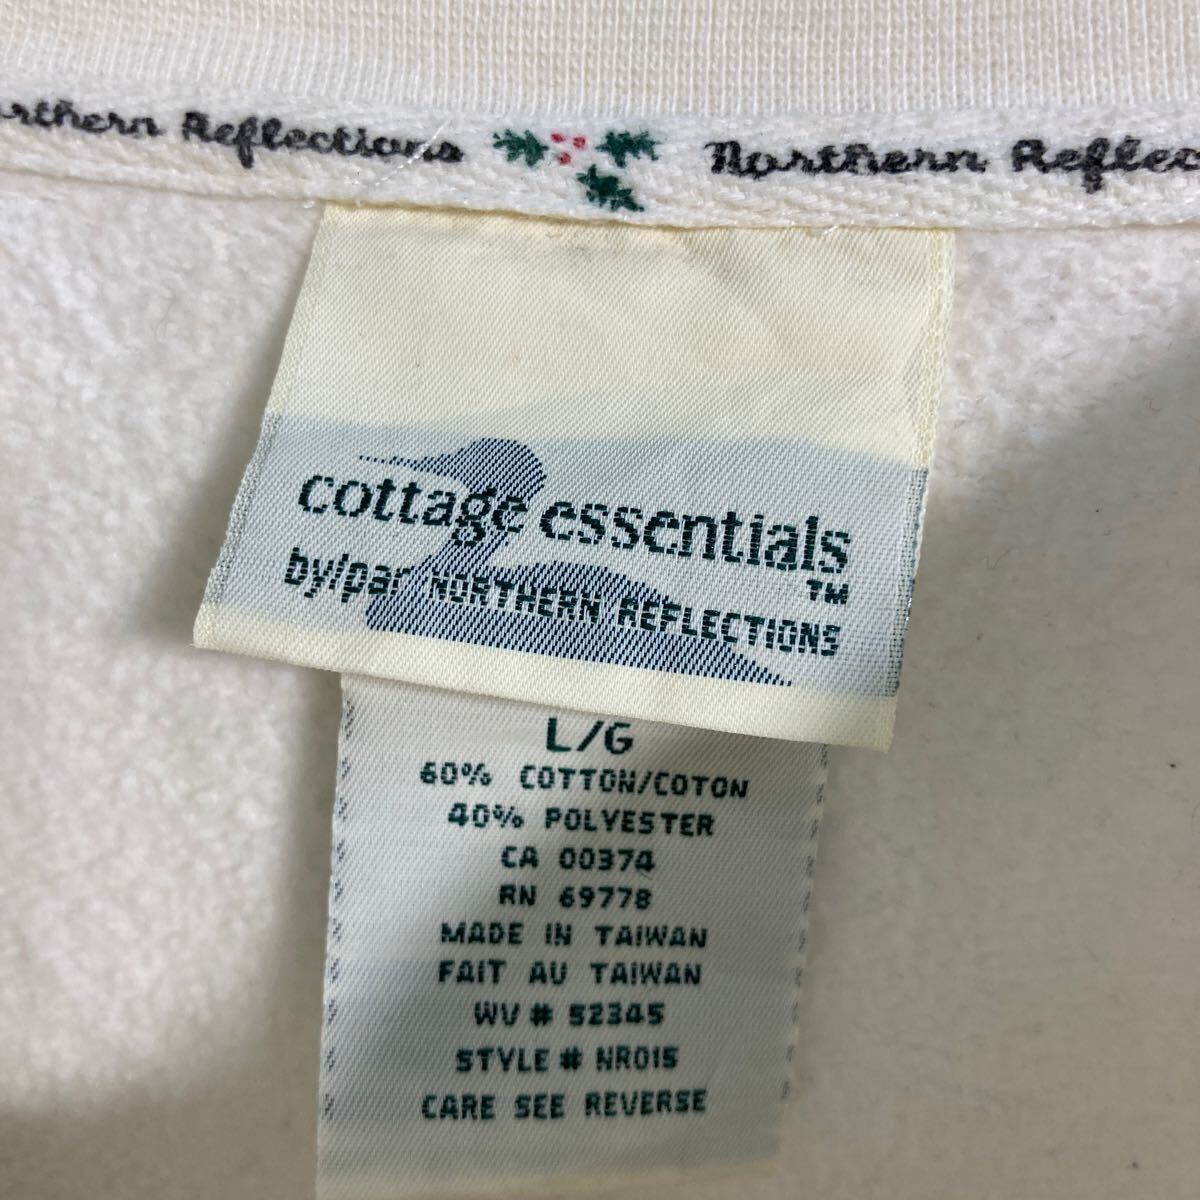 rthern Reflections Northern Reflec
cottage essentials
TM
by/par NORTHERN REFLECTIONS
L/G
60% COTTON/COTON
40% POLYESTER
CA 00374
RN 69778
MADE IN TAIWAN
FAIT AU TAIWAN
WV # 52345
STYLE # NR015
CARE SEE REVERSE